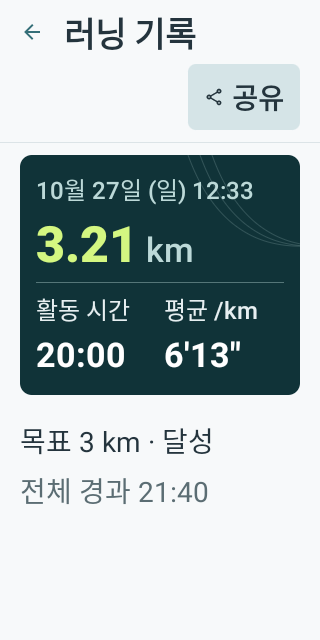 러닝 기록
공유
10월 27일 (일) 12:33
3.21 km
활동 시간 평균 /km
20:00 6'13"
목표 3 km · 달성
전체 경과 21:40